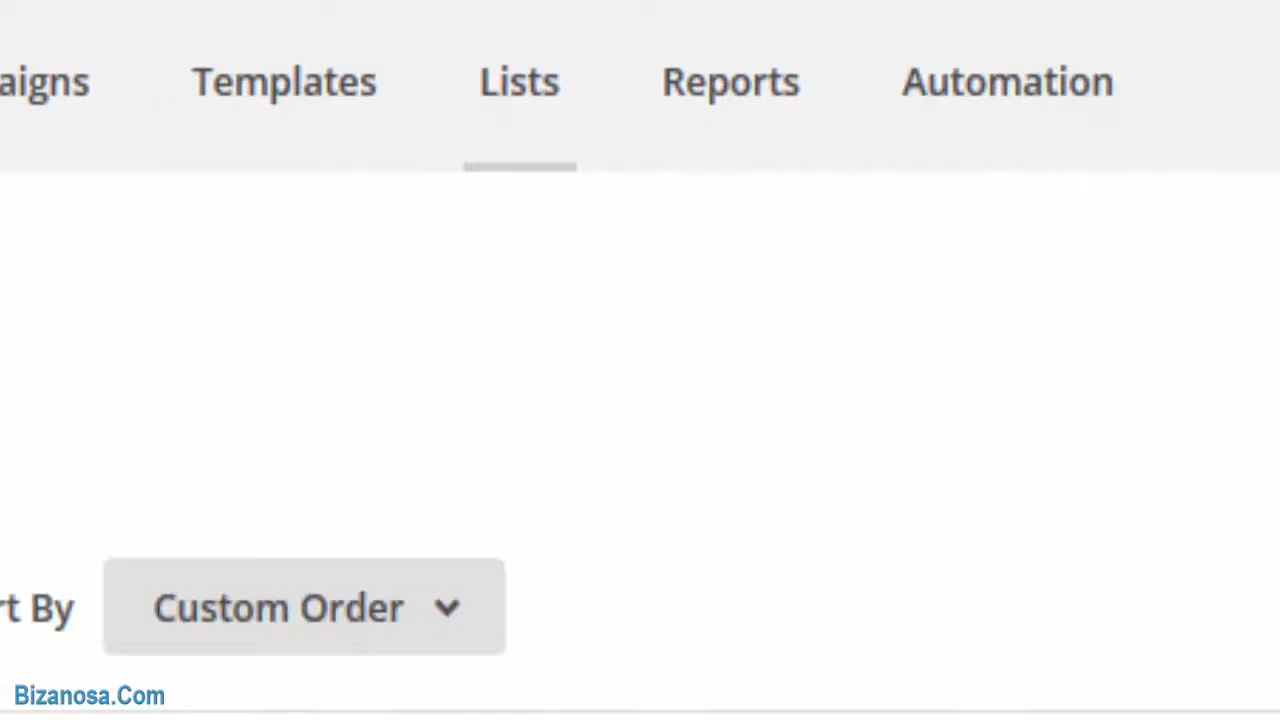 aigns Templates Lists Reports Automation
rt By Custom Order
Bizanosa.Com